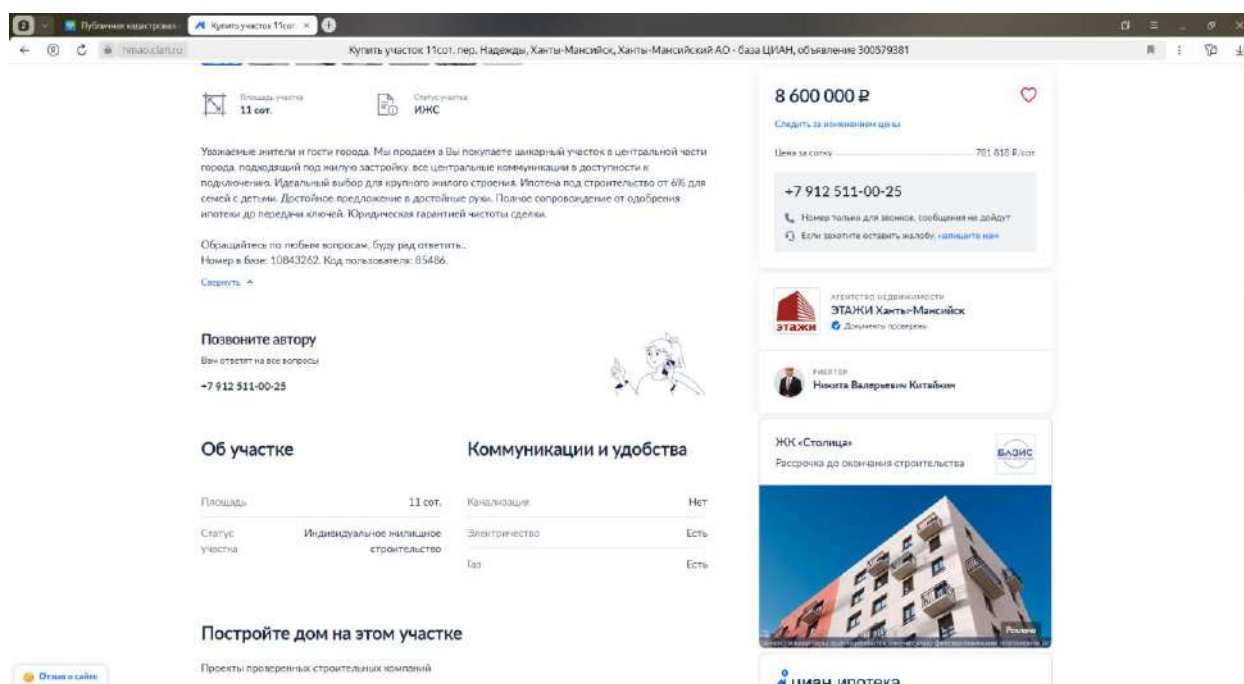 Публичная кадастровая
Купить участок 11сот.
hmao.cian.ru
Купить участок 11сот. пер. Надежды, Ханты-Мансийск, Ханты-Мансийский АО - база ЦИАН, объявление 300579381
Площадь участка
11 сот.
Статус участка
ИЖС
Уважаемые жители и гости города. Мы продаём а Вы покупаете шикарный участок в центральной части
города, подходящий под жилую застройку, все центральные коммуникации в доступности к
подключению. Идеальный выбор для крупного жилого строения. Ипотека под строительство от 6% для
семей с детьми. Достойное предложение в достойные руки. Полное сопровождение от одобрения
ипотеки до передачи ключей. Юридическая гарантией чистоты сделки.
Обращайтесь по любым вопросам, буду рад ответить..
Номер в базе: 10843262. Код пользователя: 85486.
Свернуть
Позвоните автору
Вам ответят на все вопросы
+7 912 511-00-25
Об участке
Площадь 11 сот.
Статус участка Индивидуальное жилищное строительство
Коммуникации и удобства
Канализация Нет
Электричество Есть
Газ Есть
Постройте дом на этом участке
Проекты проверенных строительных компаний
Отзыв о сайте
8 600 000 ₽
Следить за изменением цены
Цена за сотку 781 818 ₽/сот.
+7 912 511-00-25
Номер только для звонков, сообщения не дойдут
Если захотите оставить жалобу, напишите нам
АГЕНТСТВО НЕДВИЖИМОСТИ
ЭТАЖИ Ханты-Мансийск
Документы проверены
ЭТАЖИ
РИЕЛТОР
Никита Валерьевич Китайкин
ЖК «Столица»
Рассрочка до окончания строительства
БАЗИС
Реклама
циан ипотека